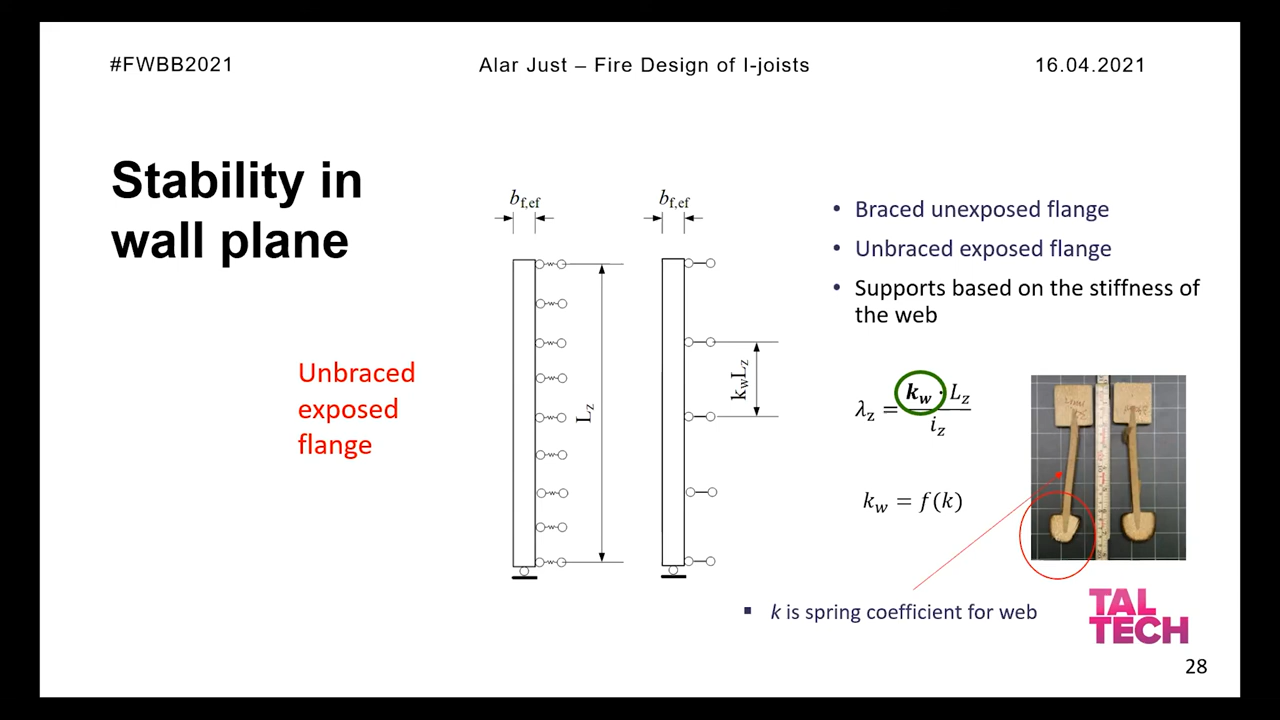 #FWBB2021
Alar Just – Fire Design of I-joists
16.04.2021
Stability in
wall plane
Unbraced
exposed
flange
b_f,ef
b_f,ef
L_z
k_wL_z
• Braced unexposed flange
• Unbraced exposed flange
• Supports based on the stiffness of
the web
λ_z = k_w · L_z / i_z
k_w = f(k)
▪ k is spring coefficient for web
TAL
TECH
28